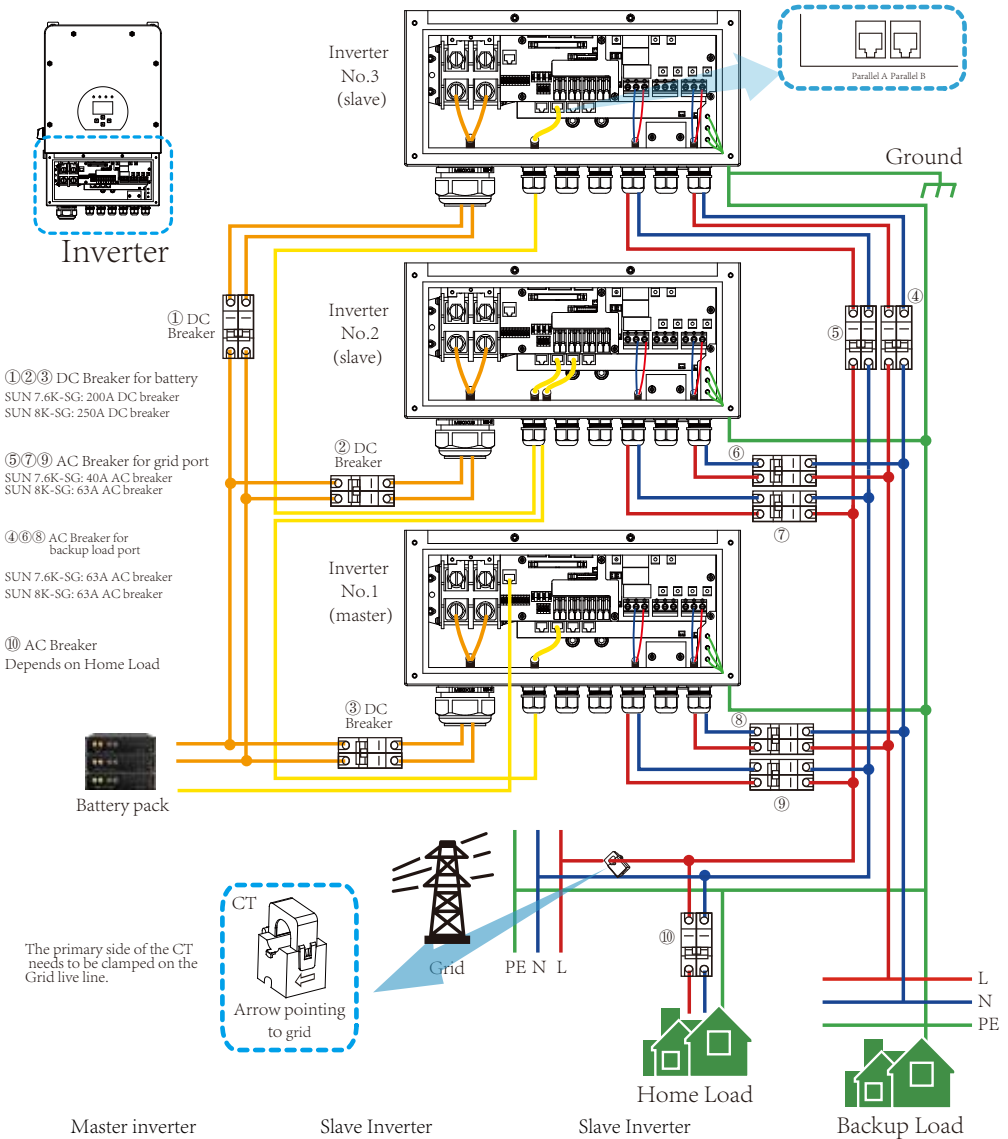 Inverter
No.3
(slave)
Parallel A Parallel B
Ground
Inverter
① DC
Breaker
Inverter
No.2
(slave)
④
⑤
①②③ DC Breaker for battery
SUN 7.6K-SG: 200A DC breaker
SUN 8K-SG: 250A DC breaker
② DC
Breaker
⑥
⑤⑦⑨ AC Breaker for grid port
SUN 7.6K-SG: 40A AC breaker
SUN 8K-SG: 63A AC breaker
⑦
④⑥⑧ AC Breaker for
backup load port
SUN 7.6K-SG: 63A AC breaker
SUN 8K-SG: 63A AC breaker
Inverter
No.1
(master)
⑩ AC Breaker
Depends on Home Load
③ DC
Breaker
⑧
⑨
Battery pack
CT
The primary side of the CT
needs to be clamped on the
Grid live line.
Arrow pointing
to grid
Grid
PE N L
⑩
L
N
PE
Home Load
Backup Load
Master inverter
Slave Inverter
Slave Inverter